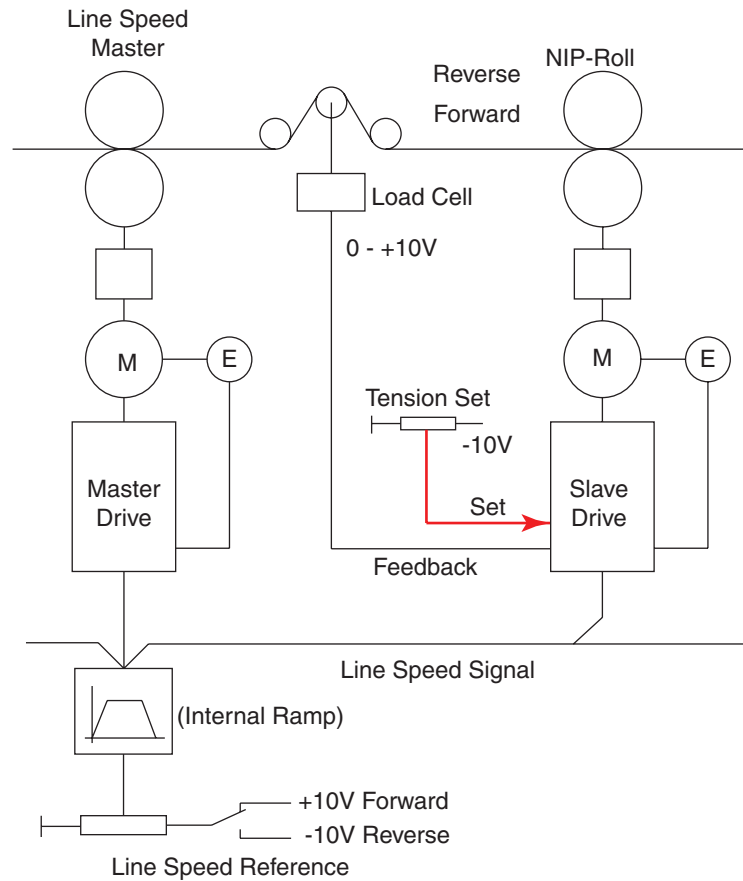 Line Speed
Master
NIP-Roll
Reverse
Forward
Load Cell
0 - +10V
M
E
M
E
Tension Set
-10V
Master
Drive
Set
Slave
Drive
Feedback
Line Speed Signal
(Internal Ramp)
+10V Forward
-10V Reverse
Line Speed Reference